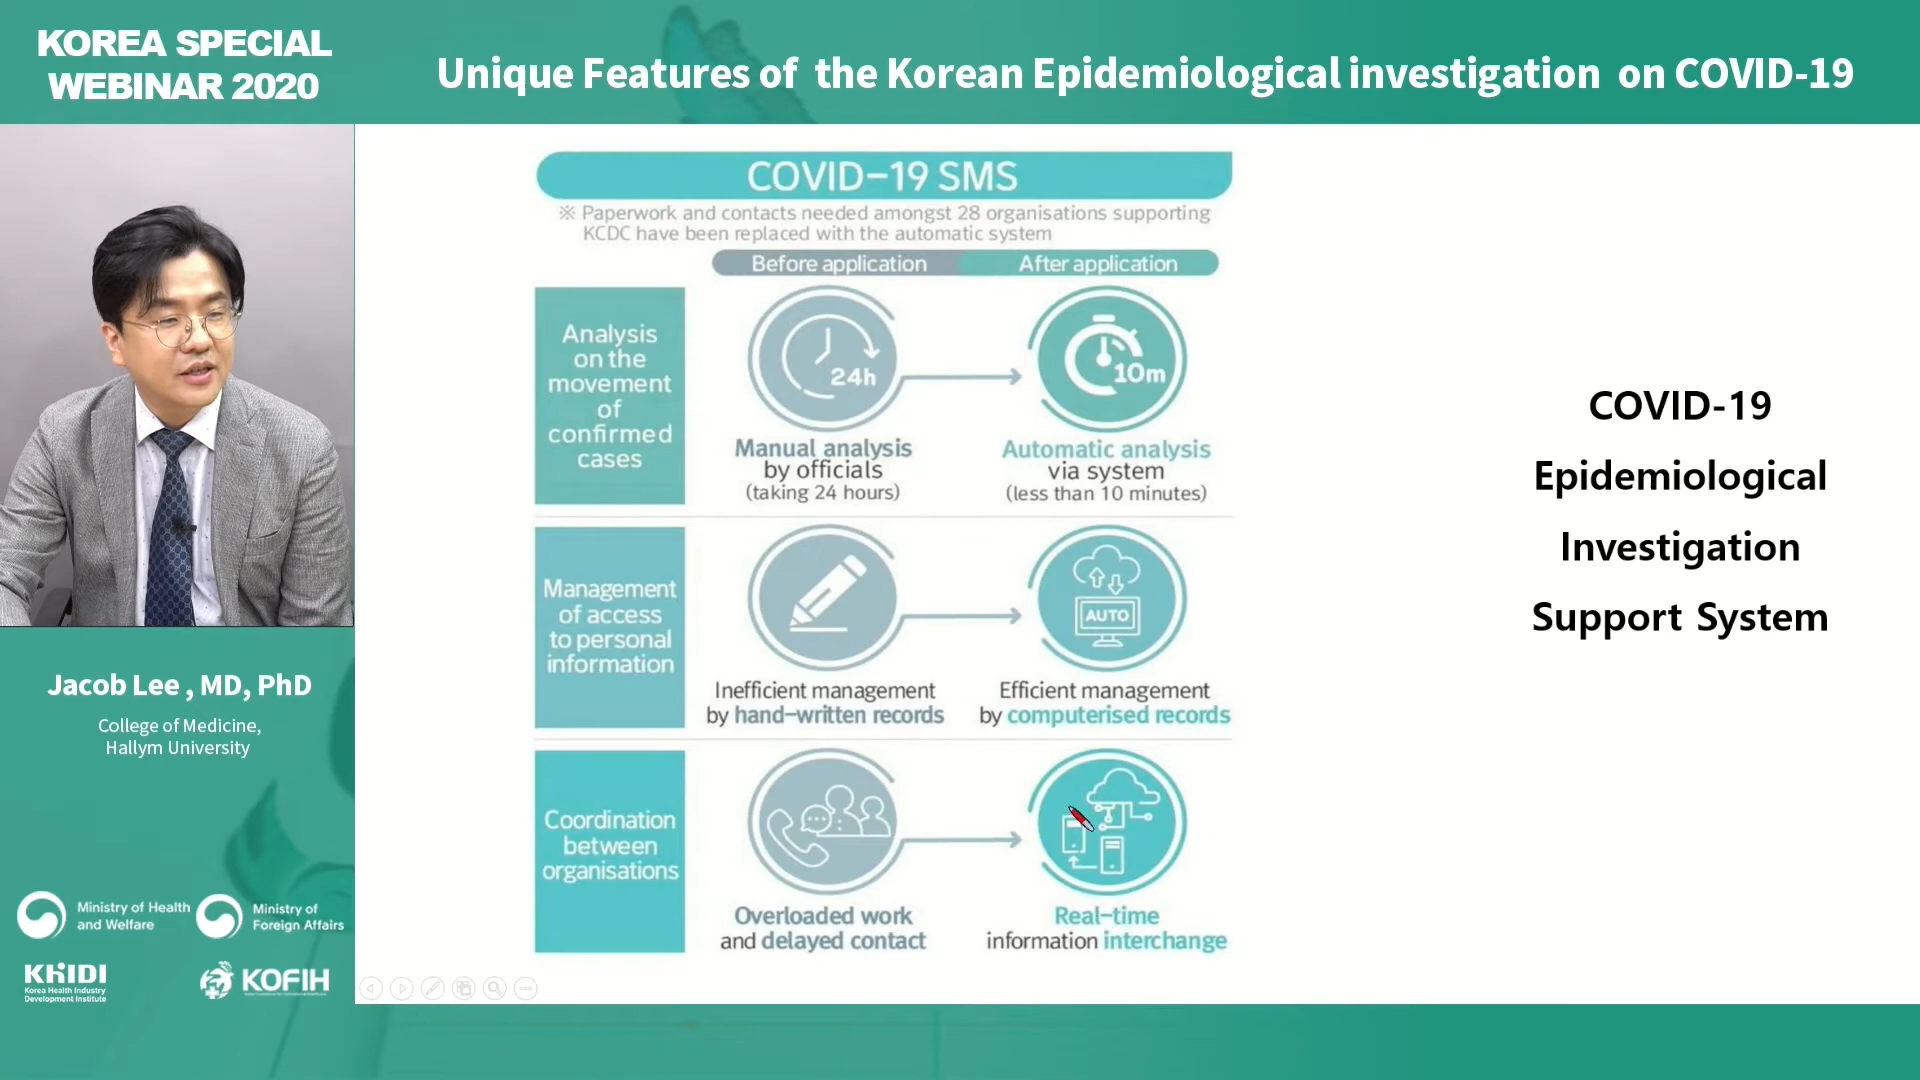 KOREA SPECIAL
WEBINAR 2020
Unique Features of the Korean Epidemiological investigation on COVID-19
COVID-19 SMS
※ Paperwork and contacts needed amongst 28 organisations supporting
KCDC have been replaced with the automatic system
Before application
After application
Analysis
on the
movement
of
confirmed
cases
24h
Manual analysis
by officials
(taking 24 hours)
10m
Automatic analysis
via system
(less than 10 minutes)
Management
of access
to personal
information
Inefficient management
by hand-written records
AUTO
Efficient management
by computerised records
Coordination
between
organisations
Overloaded work
and delayed contact
Real-time
information interchange
COVID-19
Epidemiological
Investigation
Support System
Jacob Lee , MD, PhD
College of Medicine,
Hallym University
Ministry of Health
and Welfare
Ministry of
Foreign Affairs
KHIDI
Korea Health Industry
Development Institute
KOFIH